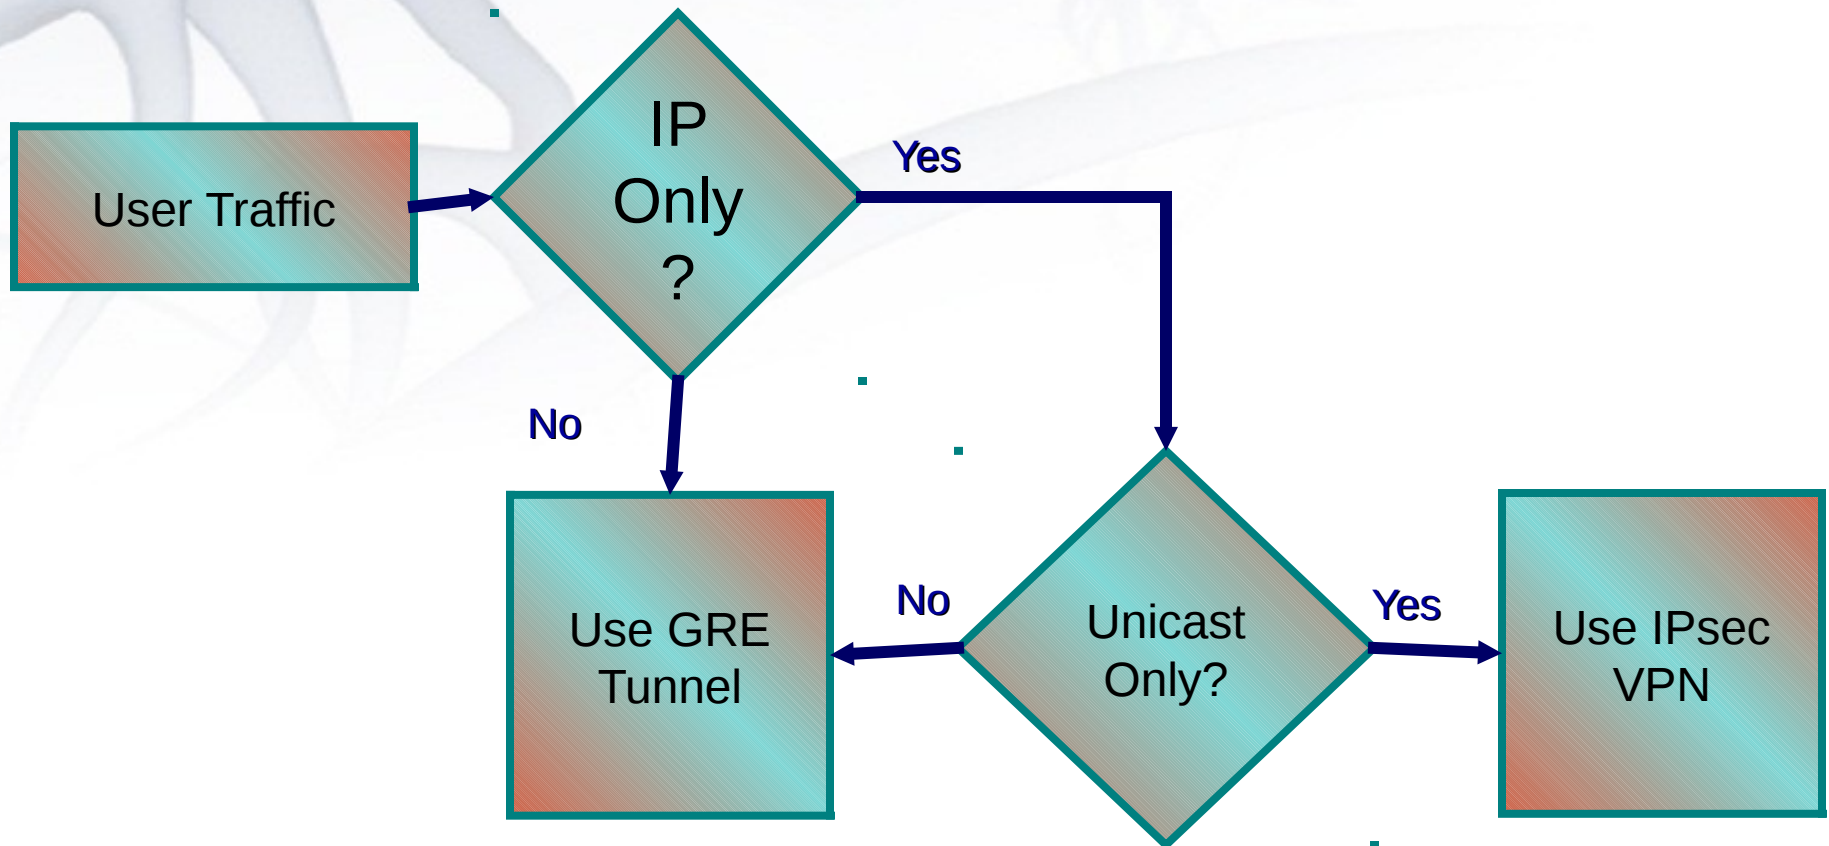 User Traffic
IP
Only
?
Yes
No
Use GRE
Tunnel
No
Unicast
Only?
Yes
Use IPsec
VPN